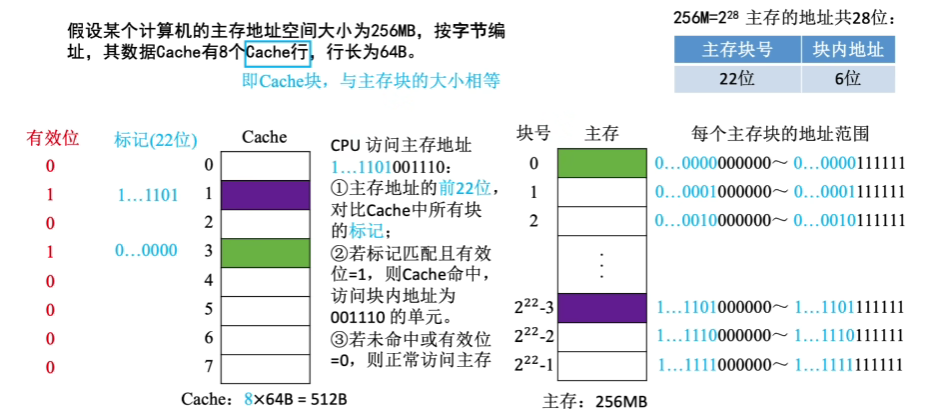 假设某个计算机的主存地址空间大小为256MB，按字节编
址，其数据Cache有8个Cache行，行长为64B。
即Cache块，与主存块的大小相等
256M=2²⁸ 主存的地址共28位：
主存块号 块内地址
22位 6位
有效位 标记(22位) Cache
0 0
1 1…1101 1
0 2
1 0…0000 3
0 4
0 5
0 6
0 7
Cache：8×64B = 512B
CPU 访问主存地址
1…1101001110:
①主存地址的前22位，
对比Cache中所有块
的标记；
②若标记匹配且有效
位=1，则Cache命中，
访问块内地址为
001110 的单元。
③若未命中或有效位
=0，则正常访问主存
块号 主存 每个主存块的地址范围
0 0…0000000000～ 0…0000111111
1 0…0001000000～ 0…0001111111
2 0…0010000000～ 0…0010111111
⋮
2²²-3 1…1101000000～ 1…1101111111
2²²-2 1…1110000000～ 1…1110111111
2²²-1 1…1111000000～ 1…1111111111
主存：256MB